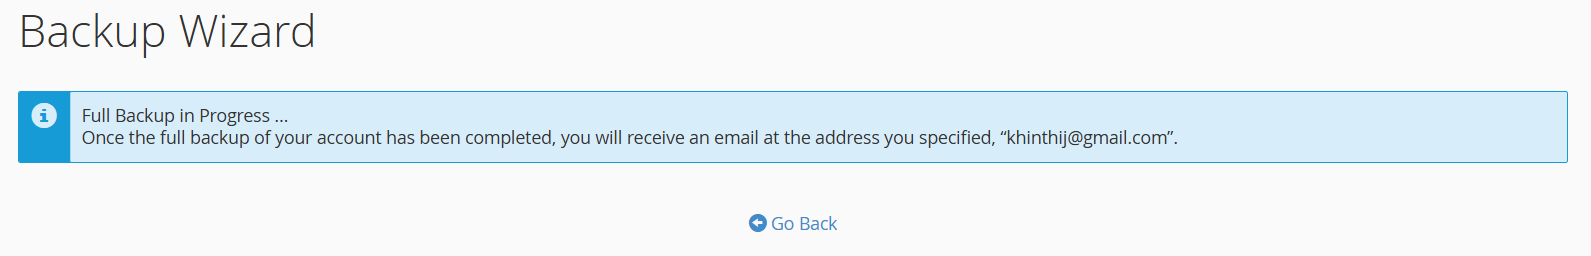 Backup Wizard
Full Backup in Progress ...
Once the full backup of your account has been completed, you will receive an email at the address you specified, “khinthij@gmail.com”.
Go Back